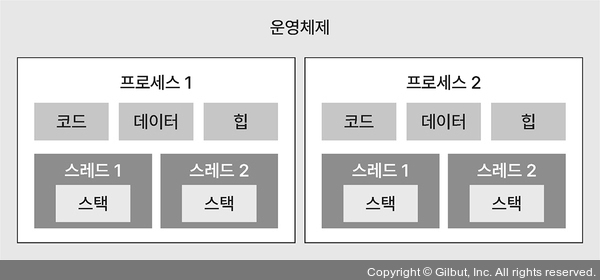 운영체제
프로세스 1
프로세스 2
코드
데이터
힙
코드
데이터
힙
스레드 1
스레드 2
스레드 1
스레드 2
스택
스택
스택
스택
Copyright © Gilbut, Inc. All rights reserved.